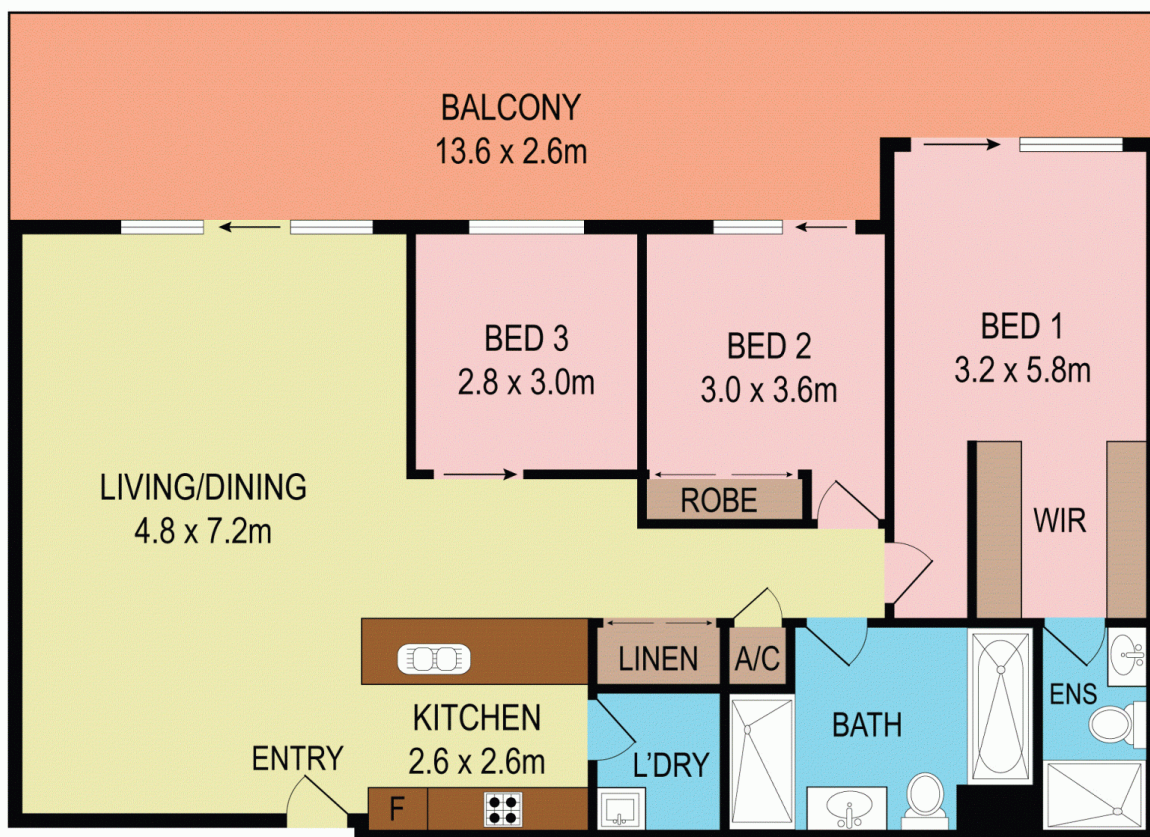 BALCONY
13.6 x 2.6m
BED 3
2.8 x 3.0m
BED 2
3.0 x 3.6m
BED 1
3.2 x 5.8m
LIVING/DINING
4.8 x 7.2m
ROBE
WIR
LINEN
A/C
KITCHEN
2.6 x 2.6m
ENTRY
L'DRY
BATH
ENS
F